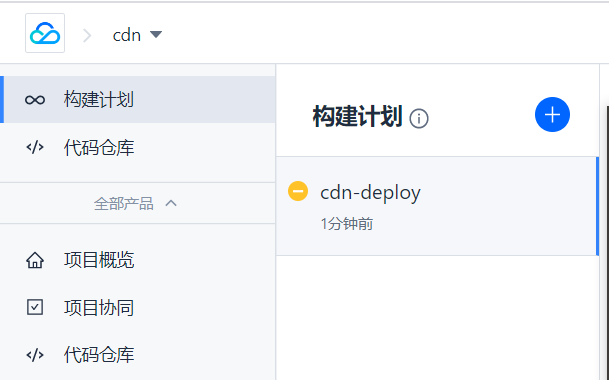 cdn
构建计划
代码仓库
全部产品
项目概览
项目协同
代码仓库
构建计划
cdn-deploy
1分钟前